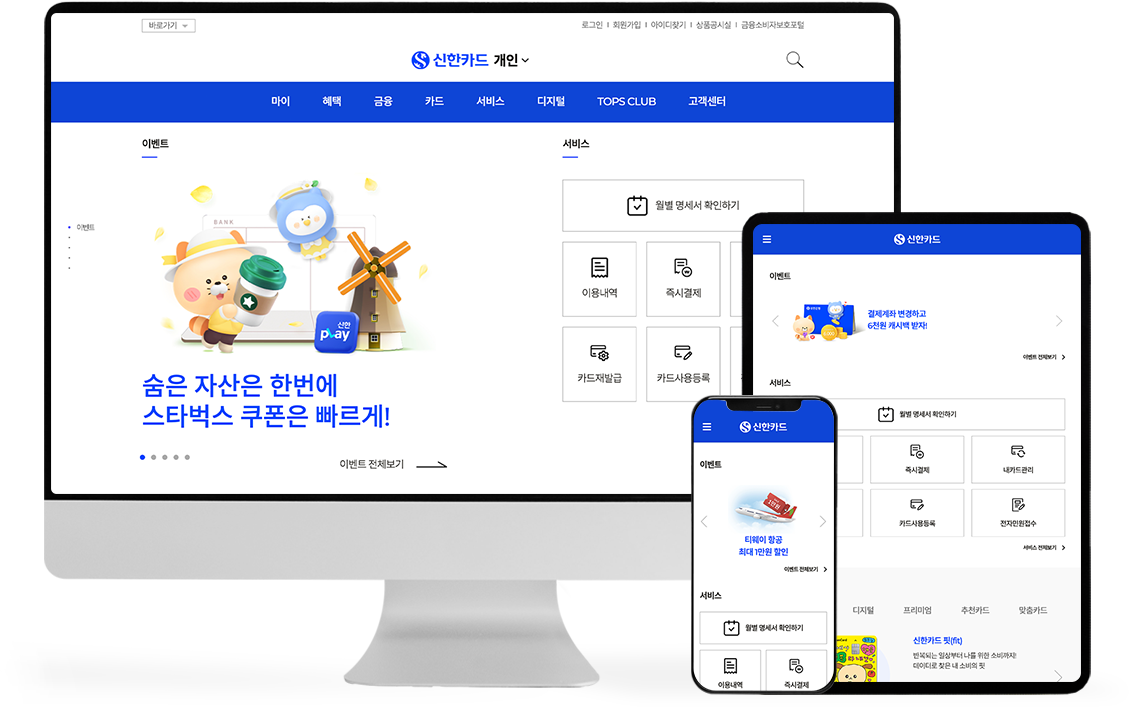 바로가기
로그인 | 회원가입 | 아이디찾기 | 상품공시실 | 금융소비자보호포털
신한카드 개인
마이 혜택 금융 카드 서비스 디지털 TOPS CLUB 고객센터
이벤트
이벤트
BANK
신한
play
숨은 자산은 한번에
스타벅스 쿠폰은 빠르게!
이벤트 전체보기
서비스
월별 명세서 확인하기
이용내역 즉시결제
카드재발급 카드사용등록
신한카드
이벤트
결제계좌 변경하고
6천원 캐시백 받자!
이벤트 전체보기
서비스
월별 명세서 확인하기
즉시결제 내카드관리
카드사용등록 전자민원접수
서비스 전체보기
디지털 프리미엄 추천카드 맞춤카드
신한카드 핏(fit)
반복되는 일상부터 나를 위한 소비까지!
데이터로 찾은 내 소비의 핏
신한카드
이벤트
1만원
티웨이 항공
최대 1만원 할인
이벤트 전체보기
서비스
월별 명세서 확인하기
이용내역 즉시결제